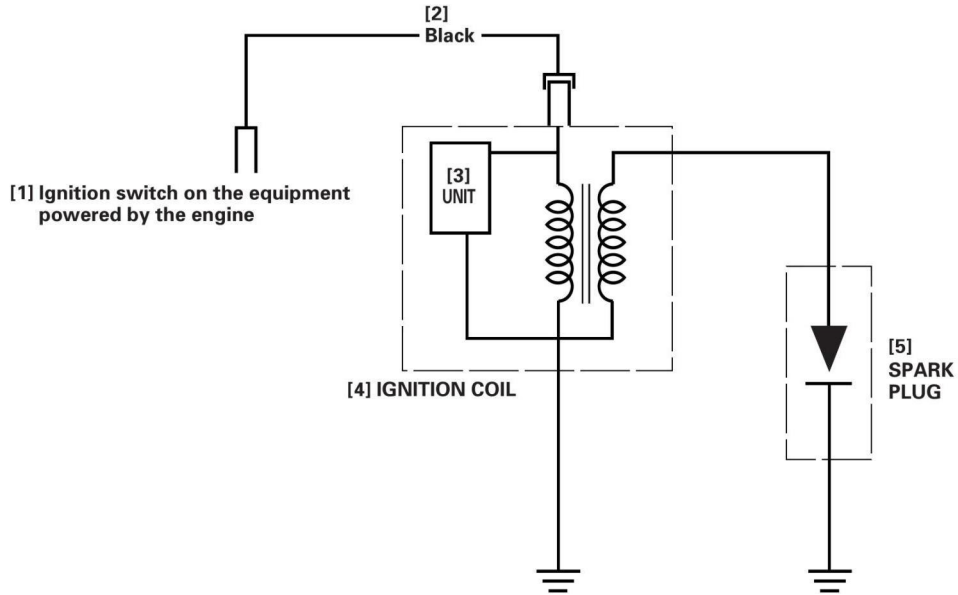 [2]
Black
[1] Ignition switch on the equipment
powered by the engine
[3]
UNIT
[4] IGNITION COIL
[5]
SPARK
PLUG